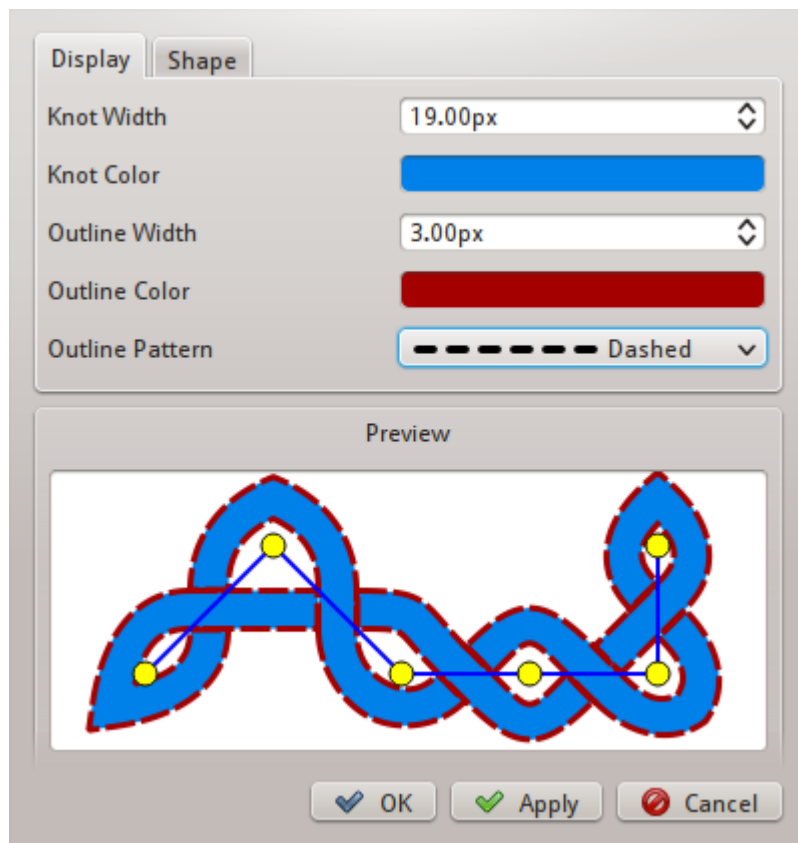 Display Shape
Knot Width 19.00px
Knot Color
Outline Width 3.00px
Outline Color
Outline Pattern Dashed
Preview
OK Apply Cancel